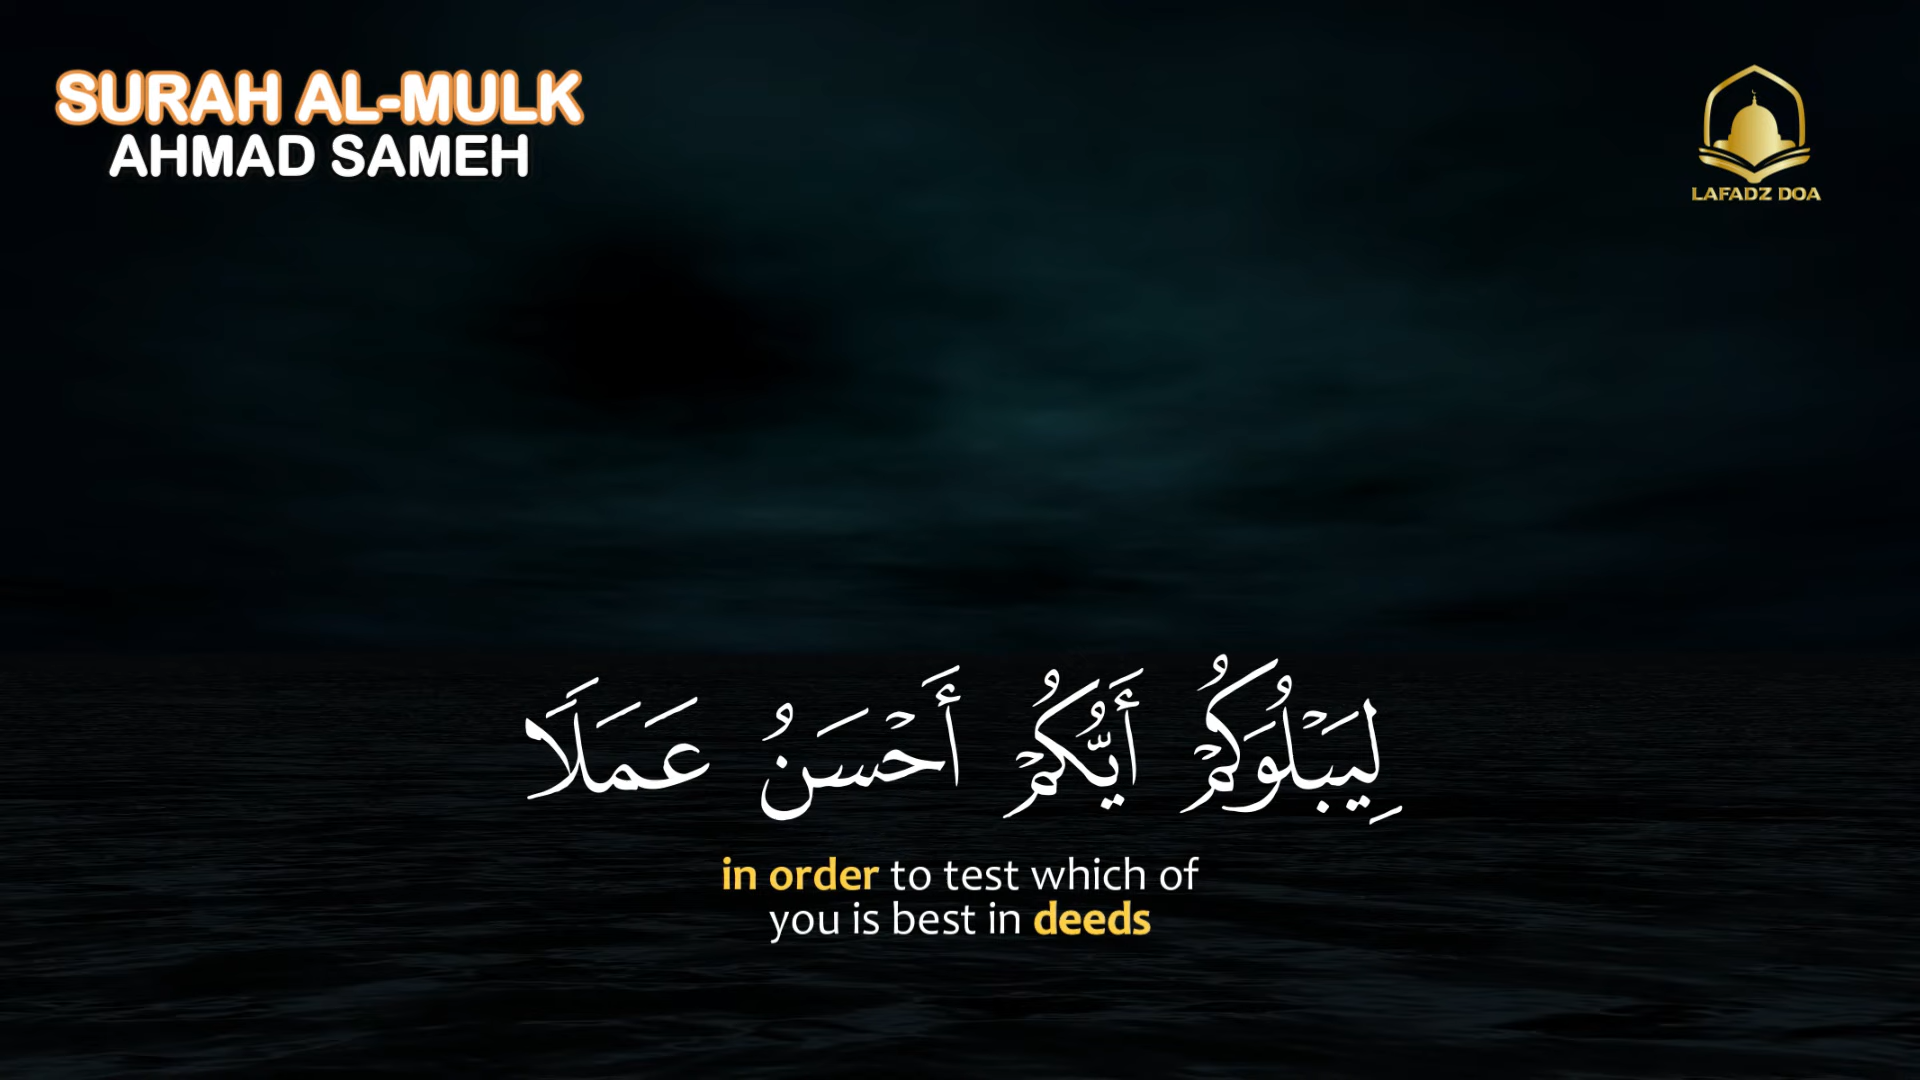 SURAH AL-MULK
AHMAD SAMEH
LAFADZ DOA
لِيَبْلُوَكُمْ أَيُّكُمْ أَحْسَنُ عَمَلًا
in order to test which of
you is best in deeds